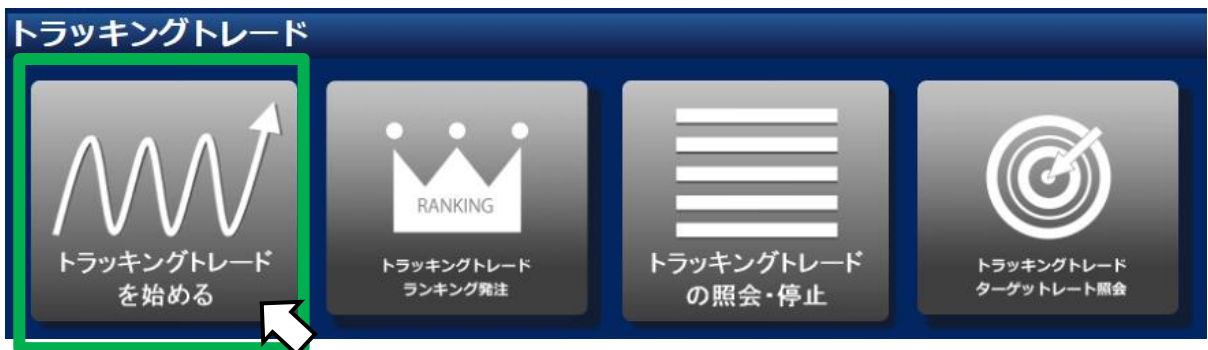 トラッキングトレード
トラッキングトレード
を始める
RANKING
トラッキングトレード
ランキング発注
トラッキングトレード
の照会・停止
トラッキングトレード
ターゲットレート照会